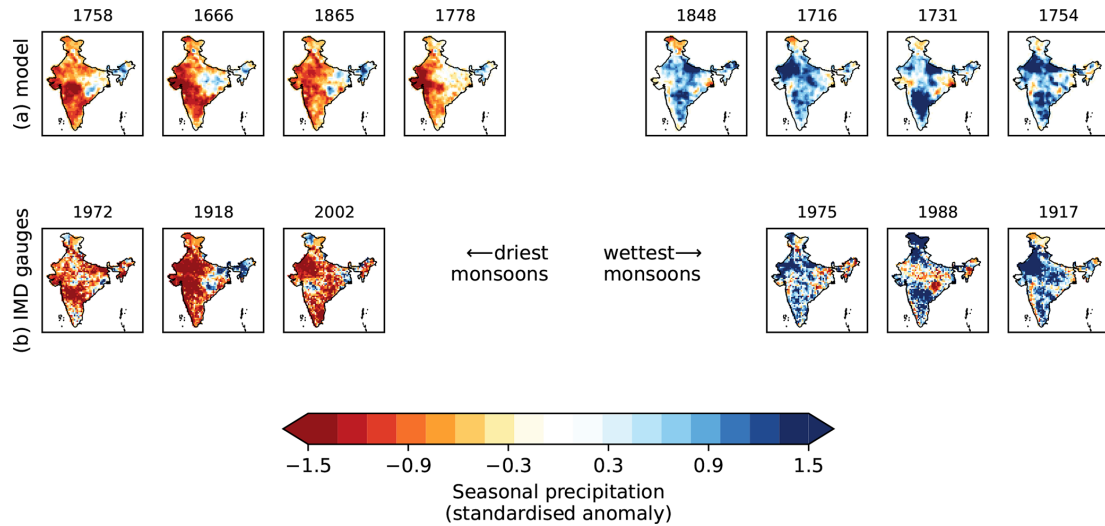 1758 1666 1865 1778 1848 1716 1731 1754
(a) model
1972 1918 2002 1975 1988 1917
(b) IMD gauges
←driest monsoons
wettest→ monsoons
−1.5 −0.9 −0.3 0.3 0.9 1.5
Seasonal precipitation
(standardised anomaly)